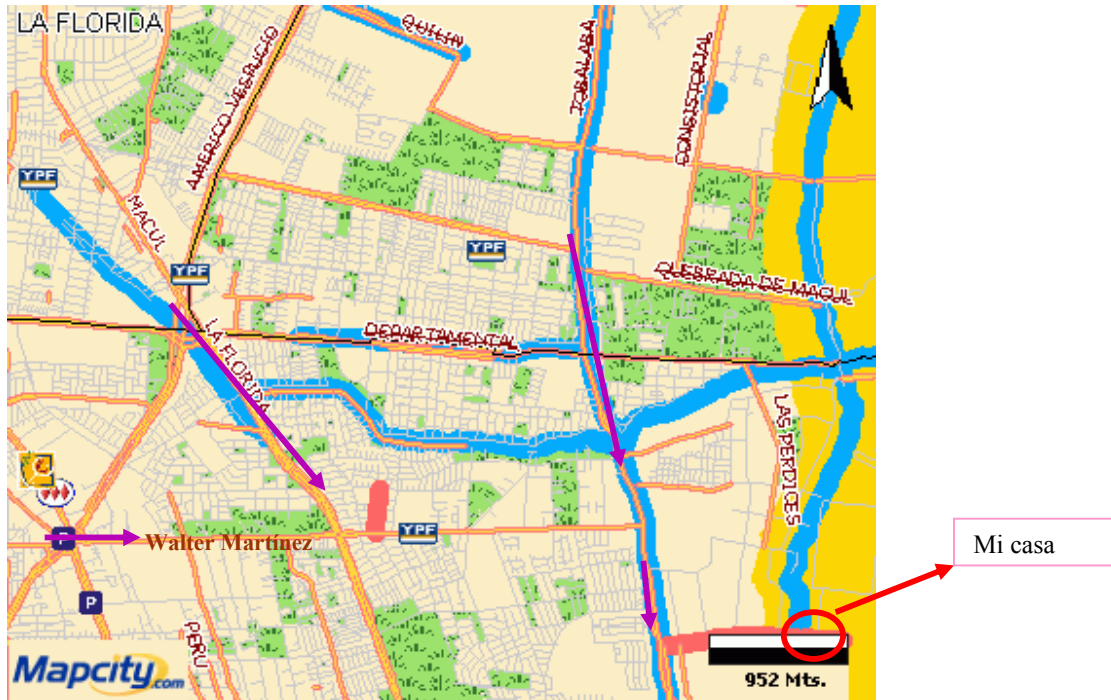 LA FLORIDA
QUILIN
AMERICO VESPUCIO
TOBALABA
CONSISTORIAL
YPF
MACUL
YPF
YPF
QUEBRADA DE MACUL
LA FLORIDA
DEPARTAMENTAL
LAS PERDICES
YPF
P
Walter Martínez
Mi casa
P
PERU
Mapcity.com
952 Mts.